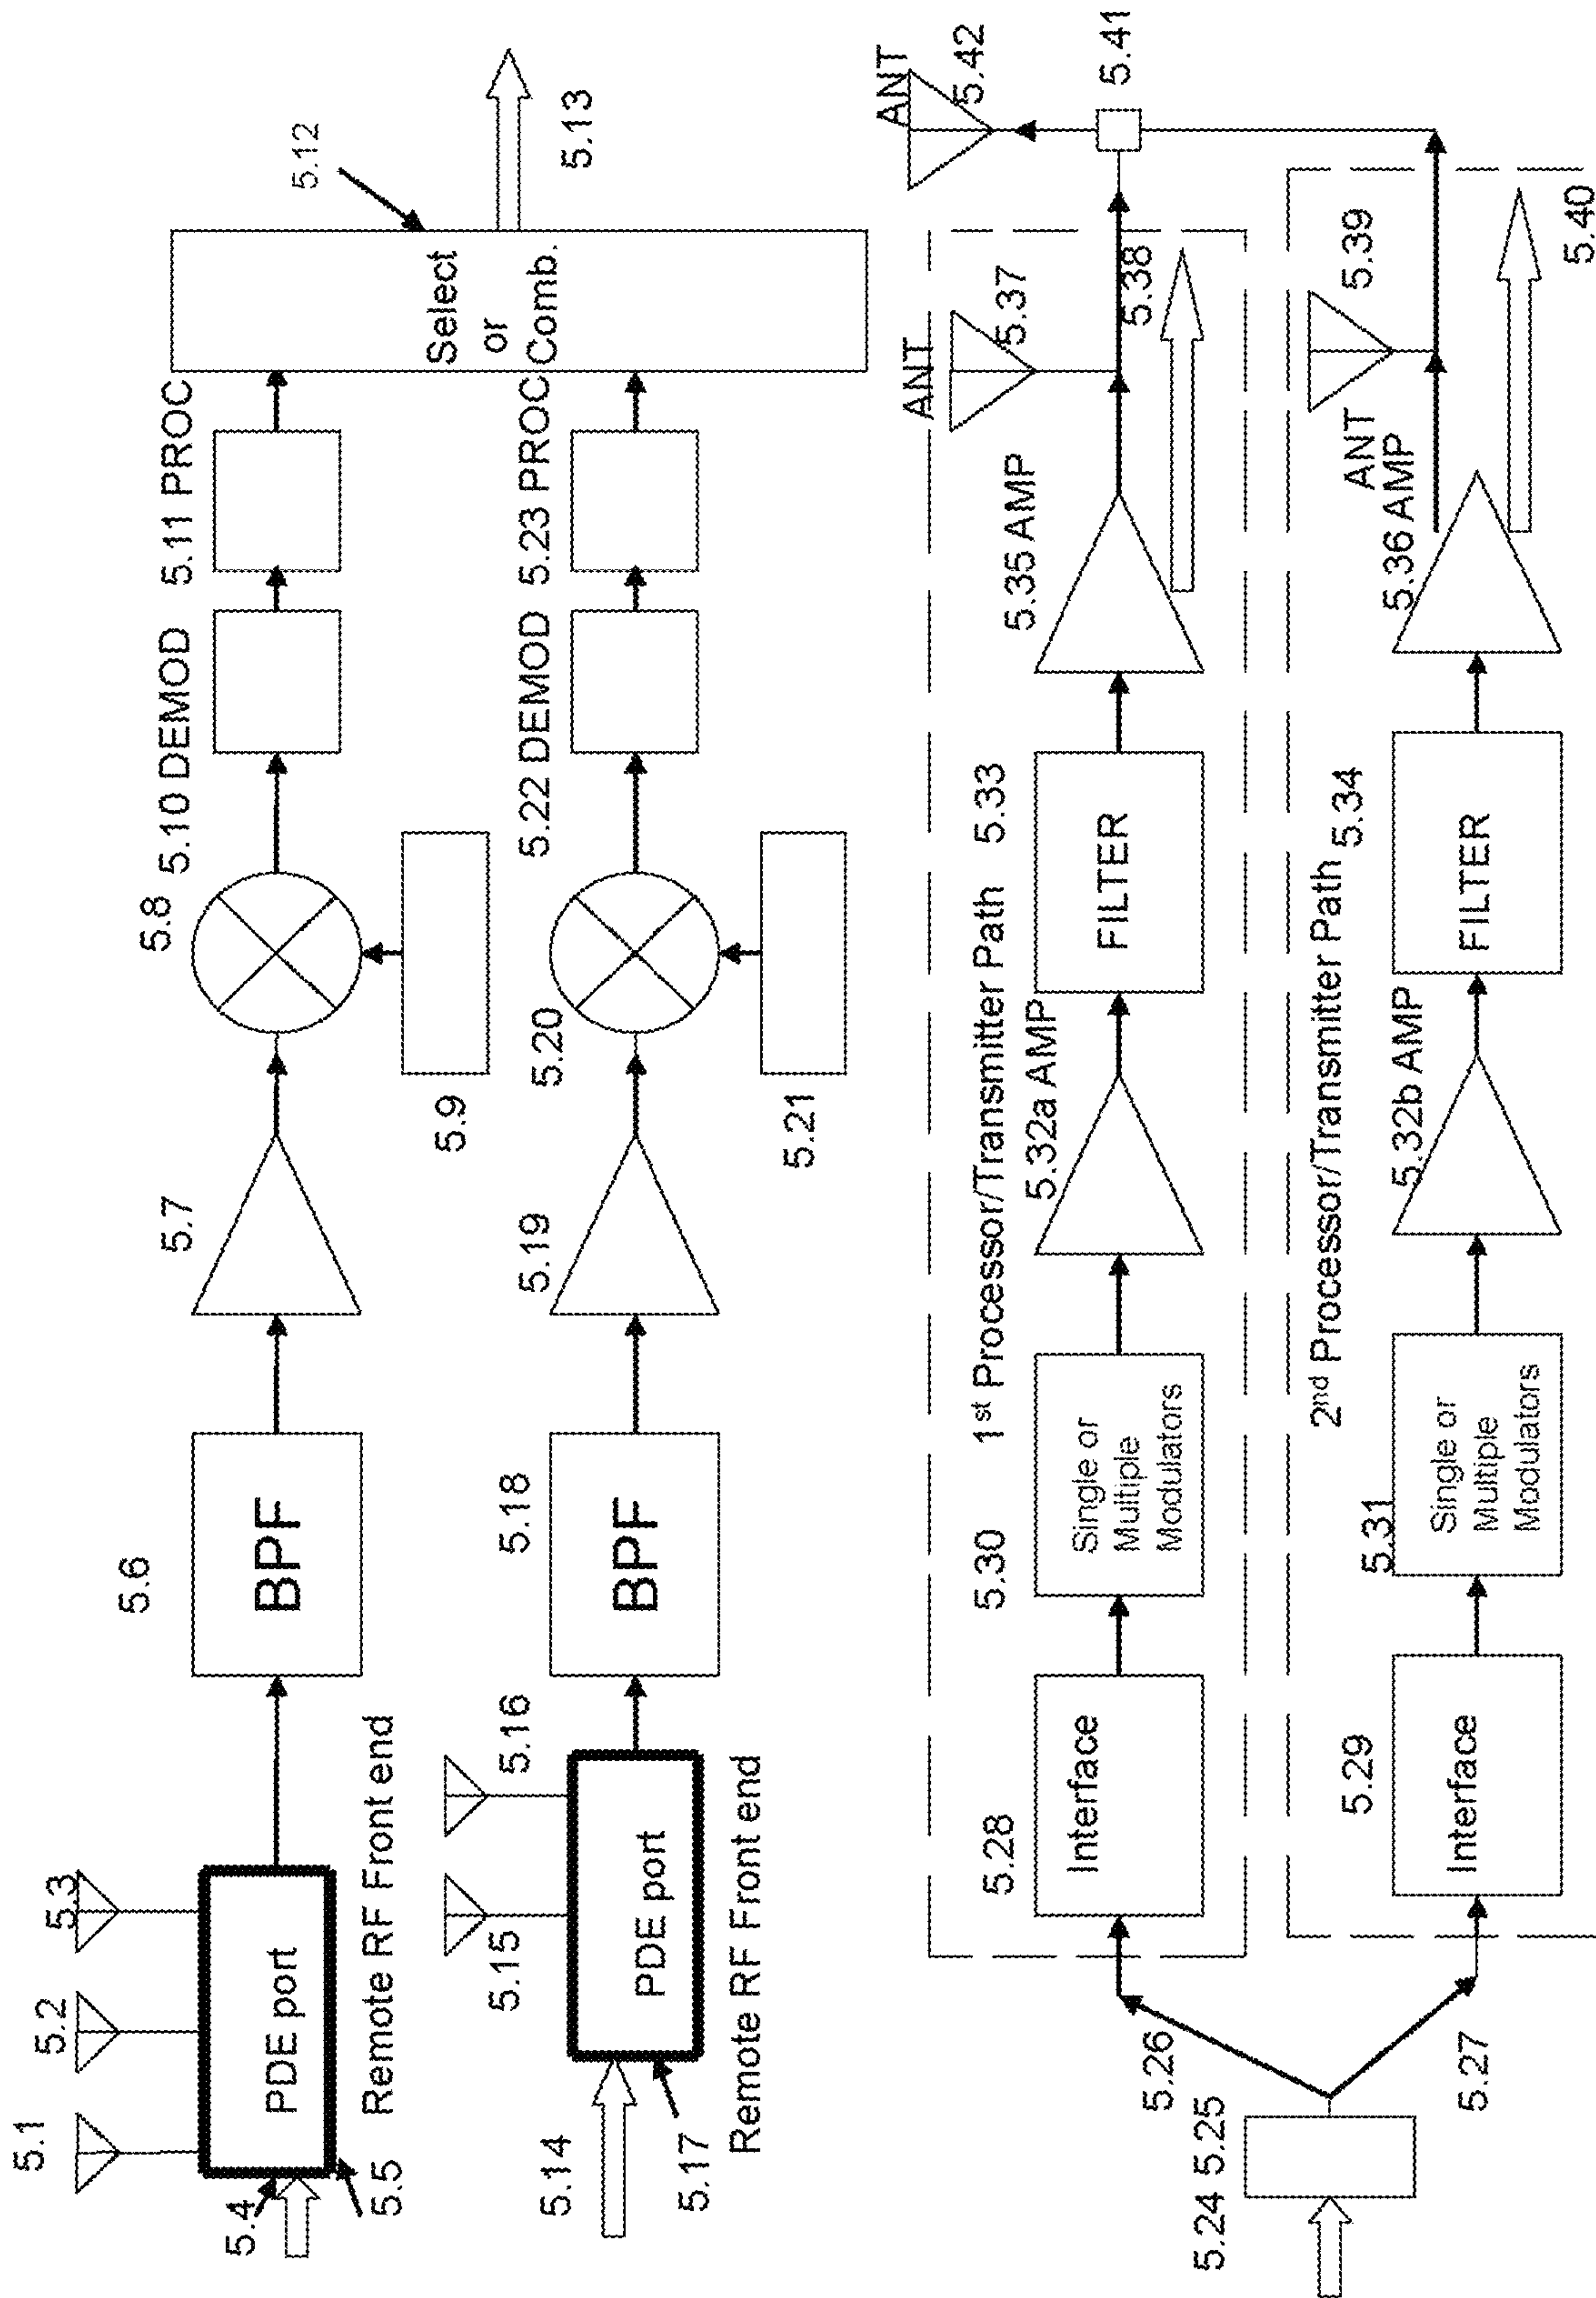 5.1
5.2
5.3
5.4
PDE port
5.5
Remote RF Front end
5.6
BPF
5.7
5.8
5.9
5.10 DEMOD
5.11 PROC
5.12
Select
or
Comb.
5.13
5.14
5.15
5.16
PDE port
5.17
Remote RF Front end
5.18
BPF
5.19
5.20
5.21
5.22 DEMOD
5.23 PROC
5.24
5.25
5.26
5.27
5.28
Interface
5.30
Single or
Multiple
Modulators
1st Processor/Transmitter Path
5.32a AMP
5.33
FILTER
5.35 AMP
ANT
5.37
5.38
ANT
5.42
5.41
5.29
Interface
5.31
Single or
Multiple
Modulators
2nd Processor/Transmitter Path
5.32b AMP
5.34
FILTER
5.36 AMP
ANT
5.39
5.40